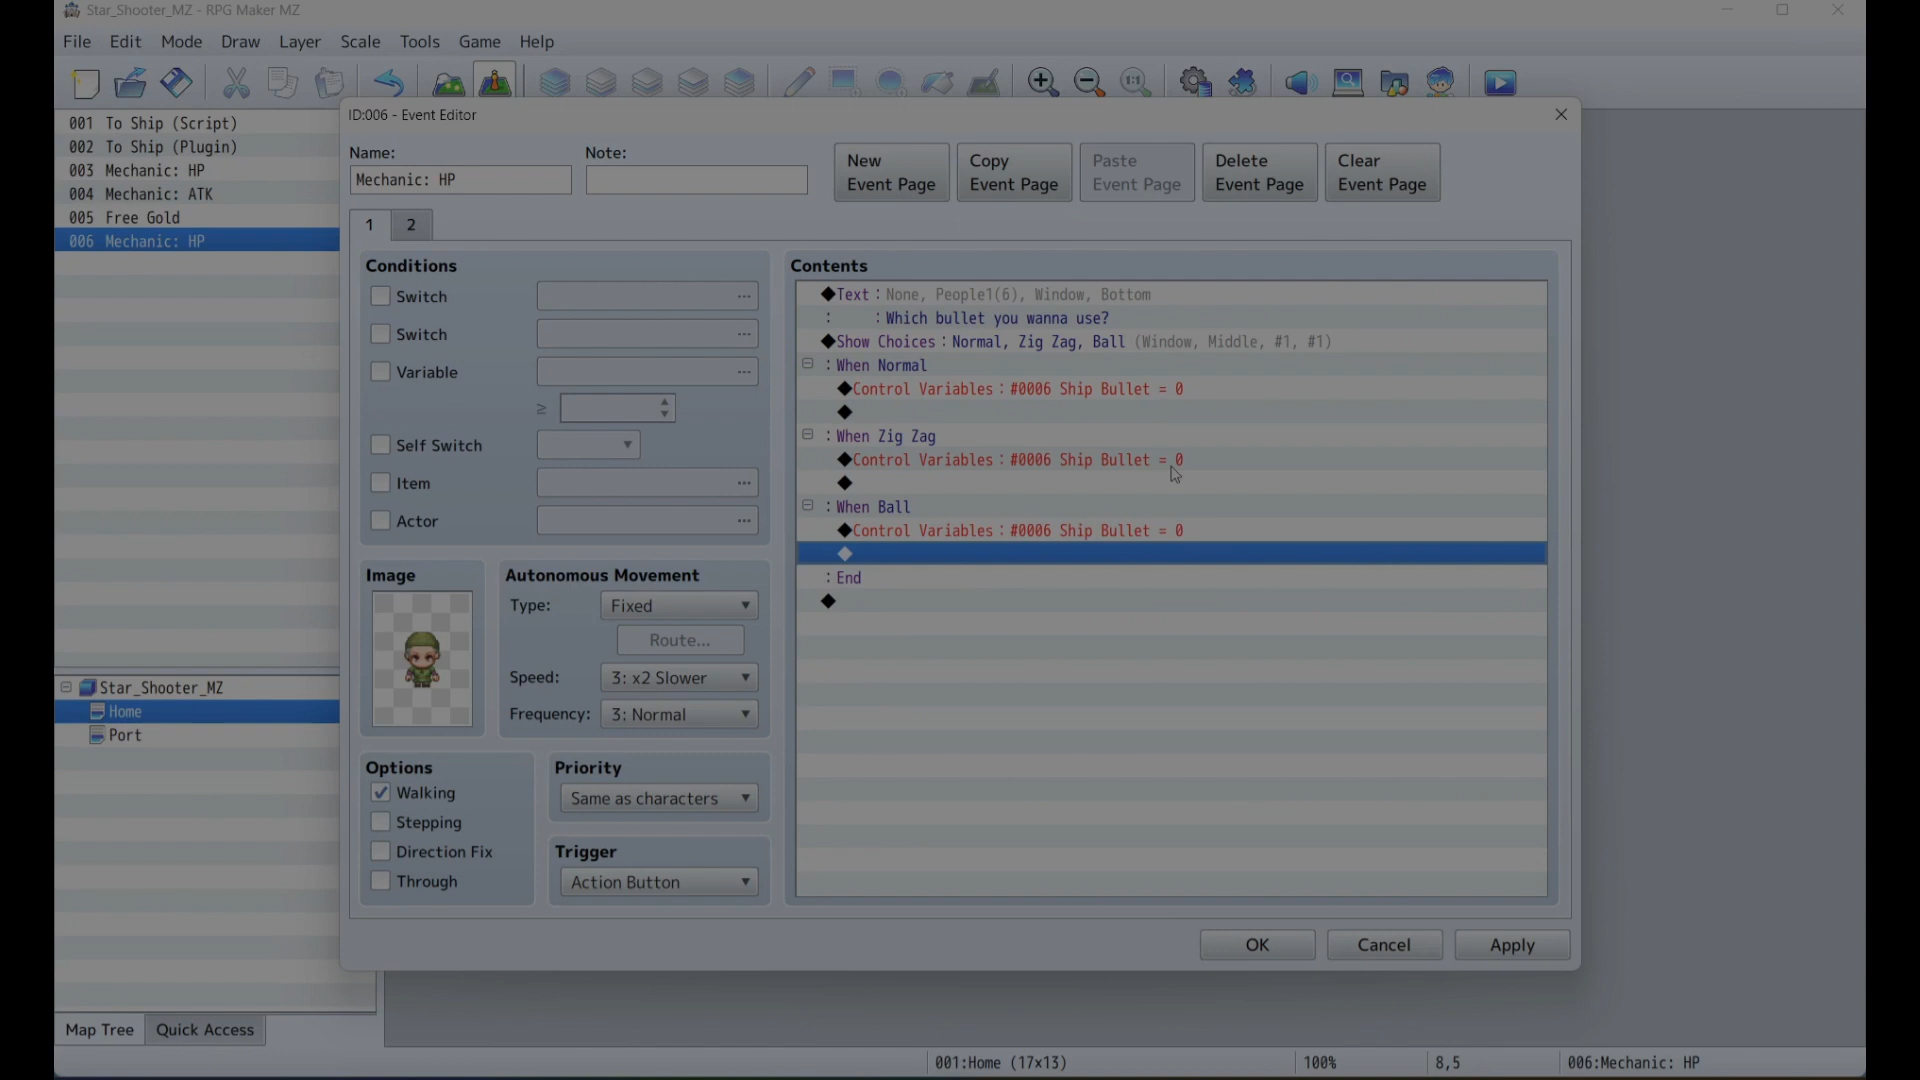 Star_Shooter_MZ - RPG Maker MZ
File Edit Mode Draw Layer Scale Tools Game Help
1:1
001 To Ship (Script)
002 To Ship (Plugin)
003 Mechanic: HP
004 Mechanic: ATK
005 Free Gold
006 Mechanic: HP
Star_Shooter_MZ
Home
Port
Map Tree Quick Access
ID:006 - Event Editor
Name: Note:
Mechanic: HP
New Event Page
Copy Event Page
Paste Event Page
Delete Event Page
Clear Event Page
1 2
Conditions
Switch ...
Switch ...
Variable ...
≥
Self Switch
Item ...
Actor ...
Image
Autonomous Movement
Type: Fixed
Route...
Speed: 3: x2 Slower
Frequency: 3: Normal
Options
Walking
Stepping
Direction Fix
Through
Priority
Same as characters
Trigger
Action Button
Contents
◆Text：None, People1(6), Window, Bottom
: :Which bullet you wanna use?
◆Show Choices：Normal, Zig Zag, Ball (Window, Middle, #1, #1)
: When Normal
◆Control Variables：#0006 Ship Bullet = 0
◆
: When Zig Zag
◆Control Variables：#0006 Ship Bullet = 0
◆
: When Ball
◆Control Variables：#0006 Ship Bullet = 0
◆
: End
◆
OK Cancel Apply
001:Home (17x13) 100% 8,5 006:Mechanic: HP